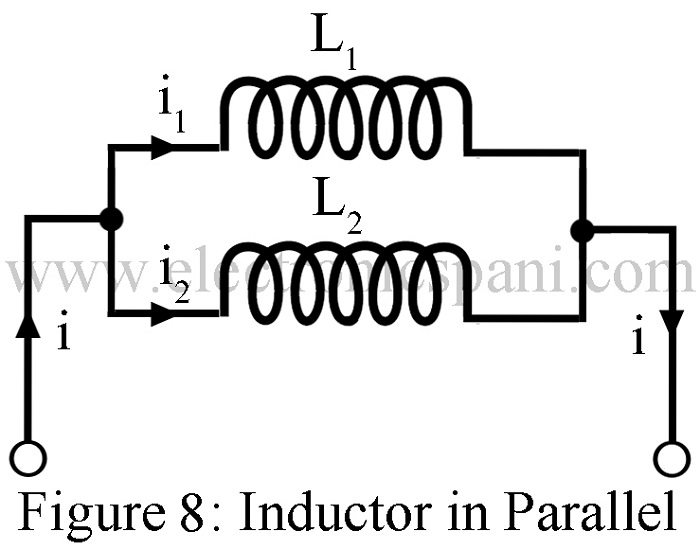 L1
i1
L2
www.electronicspani.com
i2
i
i
Figure 8: Inductor in Parallel